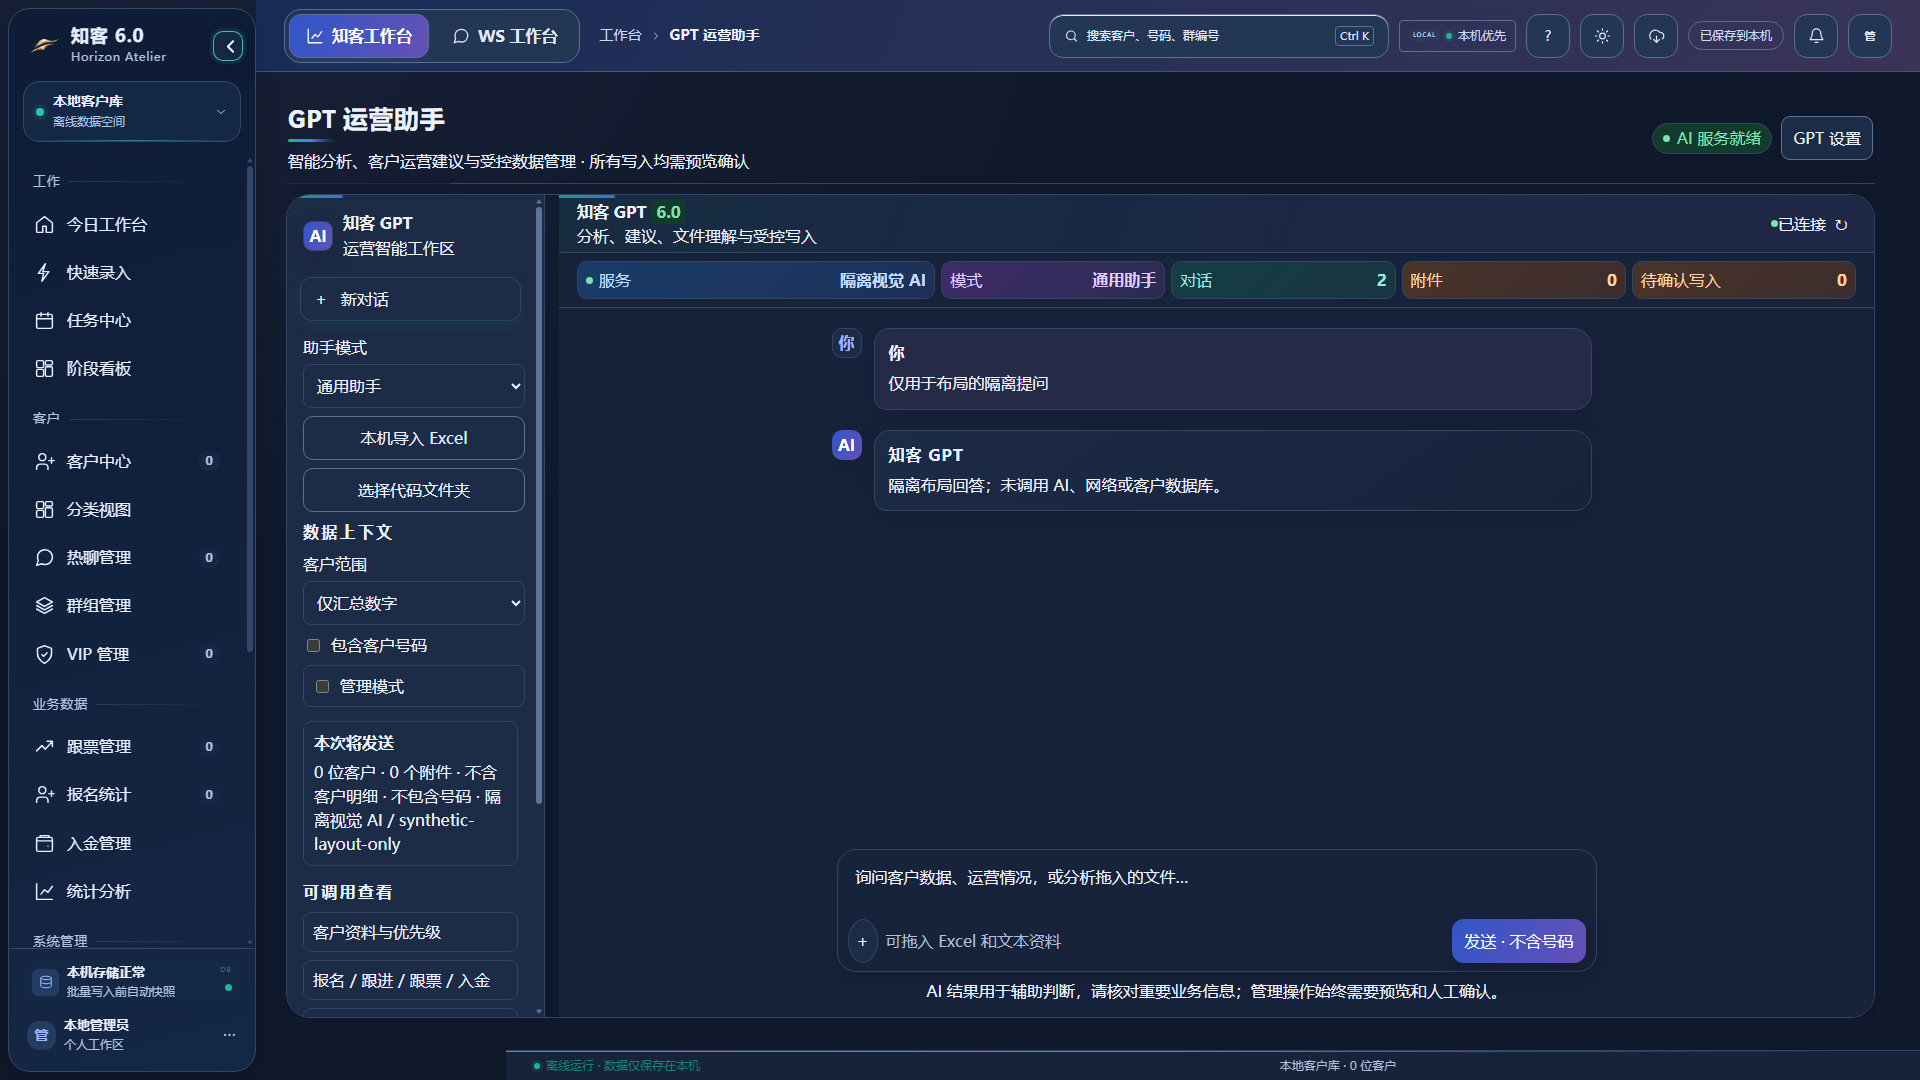 知客 6.0
Horizon Atelier
本地客户库
离线数据空间
工作
今日工作台
快速录入
任务中心
阶段看板
客户
客户中心 0
分类视图
热聊管理 0
群组管理
VIP 管理 0
业务数据
跟票管理 0
报名统计 0
入金管理
统计分析
系统管理
本机存储正常 DB
批量写入前自动快照
管 本地管理员
个人工作区
知客工作台
WS 工作台
工作台 › GPT 运营助手
搜索客户、号码、群编号 Ctrl K
LOCAL 本机优先
?
已保存到本机
管
GPT 运营助手
智能分析、客户运营建议与受控数据管理 · 所有写入均需预览确认
AI 服务就绪
GPT 设置
AI 知客 GPT
运营智能工作区
+ 新对话
助手模式
通用助手
本机导入 Excel
选择代码文件夹
数据上下文
客户范围
仅汇总数字
包含客户号码
管理模式
本次将发送
0 位客户 · 0 个附件 · 不含
客户明细 · 不包含号码 · 隔
离视觉 AI / synthetic-
layout-only
可调用查看
客户资料与优先级
报名 / 跟进 / 跟票 / 入金
知客 GPT 6.0
分析、建议、文件理解与受控写入
已连接 ↻
服务 隔离视觉 AI
模式 通用助手
对话 2
附件 0
待确认写入 0
你 你
仅用于布局的隔离提问
AI 知客 GPT
隔离布局回答；未调用 AI、网络或客户数据库。
询问客户数据、运营情况，或分析拖入的文件...
+ 可拖入 Excel 和文本资料
发送 · 不含号码
AI 结果用于辅助判断，请核对重要业务信息；管理操作始终需要预览和人工确认。
离线运行 · 数据仅保存在本机
本地客户库 · 0 位客户